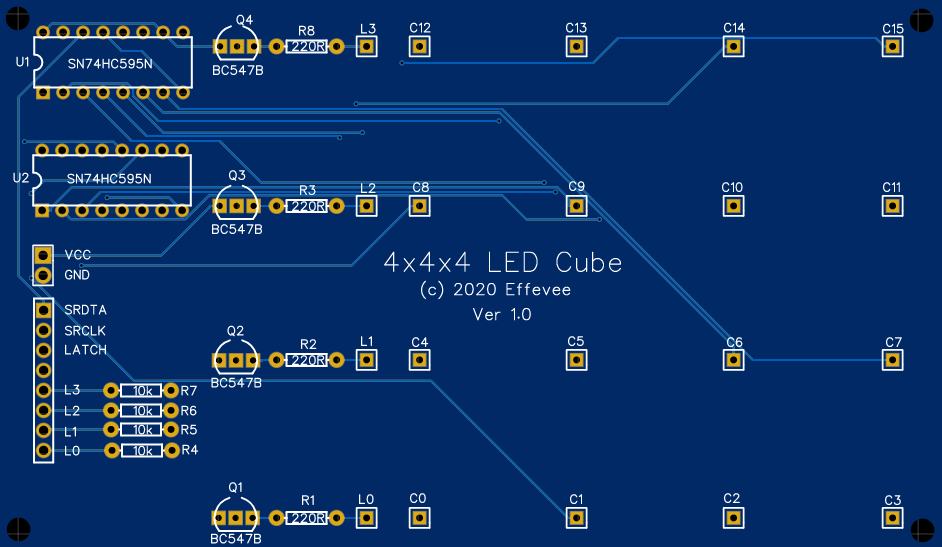 Q4
R8
L3
C12
C13
C14
C15
220R
U1
SN74HC595N
BC547B
U2
SN74HC595N
Q3
R3
L2
C8
C9
C10
C11
220R
BC547B
VCC
GND
4x4x4 LED Cube
(c) 2020 Effevee
Ver 1.0
SRDTA
SRCLK
LATCH
Q2
R2
L1
C4
C5
C6
C7
220R
BC547B
L3
10k
R7
L2
10k
R6
L1
10k
R5
L0
10k
R4
Q1
R1
L0
C0
C1
C2
C3
220R
BC547B